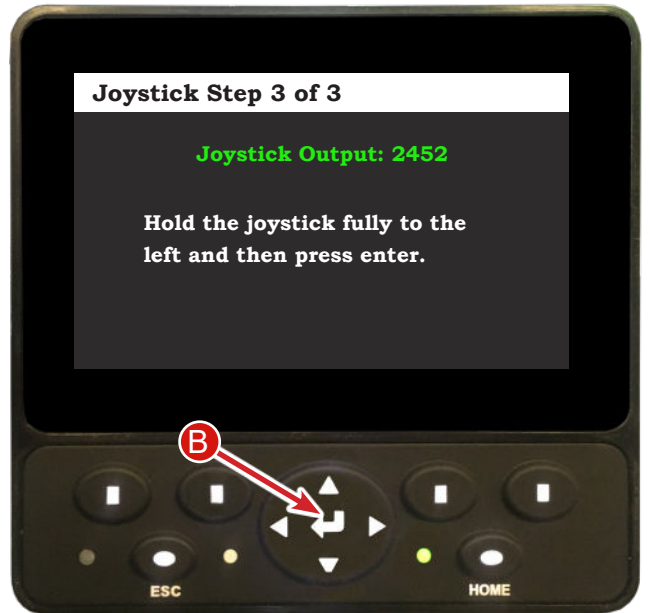 Joystick Step 3 of 3
Joystick Output: 2452
Hold the joystick fully to the
left and then press enter.
B
ESC
HOME